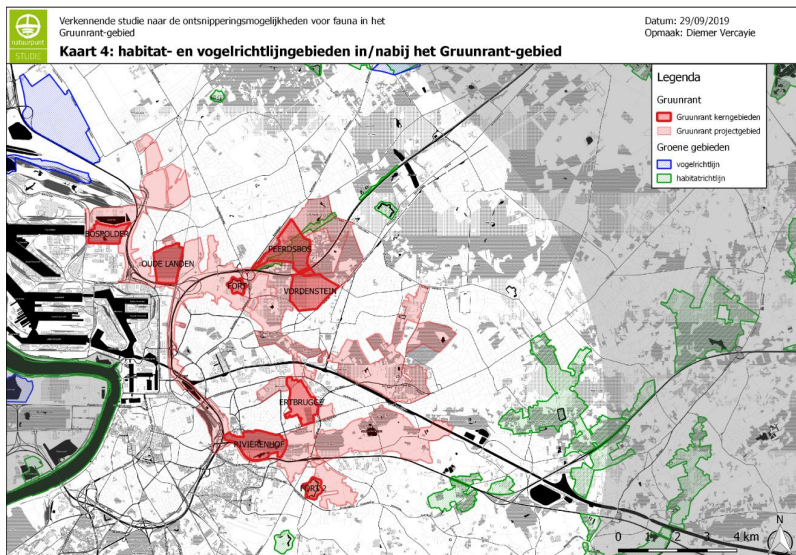 natuurpunt
STUDIE
Verkennende studie naar de ontsnipperingsmogelijkheden voor fauna in het
Gruunrant-gebied
Kaart 4: habitat- en vogelrichtlijngebieden in/nabij het Gruunrant-gebied
Datum: 29/09/2019
Opmaak: Diemer Vercayie
Legenda
Gruunrant
Gruunrant kerngebieden
Gruunrant projectgebied
Groene gebieden
vogelrichtlijn
habitatrichtlijn
BOSPOLDER
OUDE LANDEN
PEERDSBOS
FORT
VORDENSTEIN
ERTBRUGGE
RIVIERENHOF
FORT 2
N
0 1 2 3 4 km